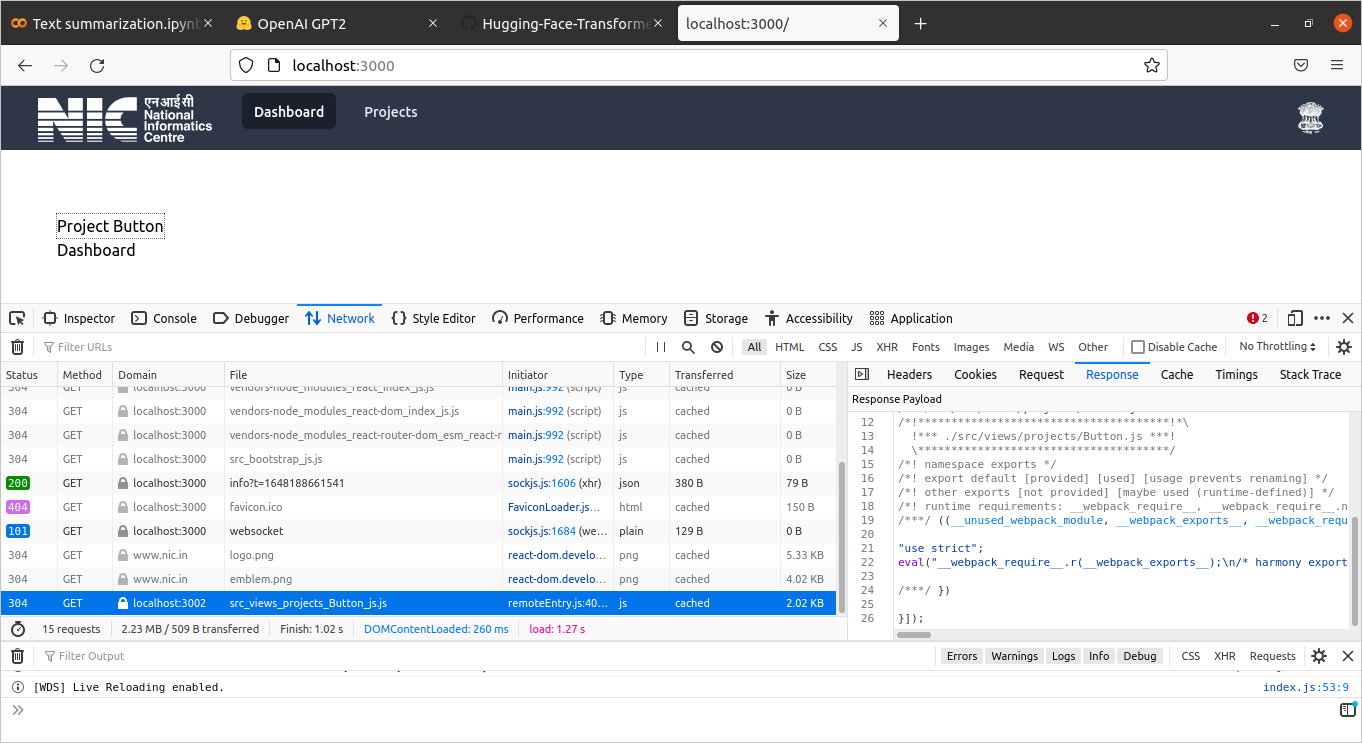 Text summarization.ipynb
OpenAI GPT2
Hugging-Face-Transforme
localhost:3000/
localhost:3000
NIC
एन आई सी
National
Informatics
Centre
Dashboard
Projects
Project Button
Dashboard
Inspector Console Debugger Network Style Editor Performance Memory Storage Accessibility Application 2
Filter URLs All HTML CSS JS XHR Fonts Images Media WS Other Disable Cache No Throttling
Status Method Domain File Initiator Type Transferred Size
304 GET localhost:3000 vendors-node_modules_react_index_js.js main.js:992 (script) js cached 0 B
304 GET localhost:3000 vendors-node_modules_react-dom_index_js.js main.js:992 (script) js cached 0 B
304 GET localhost:3000 vendors-node_modules_react-router-dom_esm_react-r main.js:992 (script) js cached 0 B
304 GET localhost:3000 src_bootstrap_js.js main.js:992 (script) js cached 0 B
200 GET localhost:3000 info?t=1648188661541 sockjs.js:1606 (xhr) json 380 B 79 B
404 GET localhost:3000 favicon.ico FaviconLoader.js... html cached 150 B
101 GET localhost:3000 websocket sockjs.js:1684 (we... plain 129 B 0 B
304 GET www.nic.in logo.png react-dom.develo... png cached 5.33 KB
304 GET www.nic.in emblem.png react-dom.develo... png cached 4.02 KB
304 GET localhost:3002 src_views_projects_Button_js.js remoteEntry.js:40... js cached 2.02 KB
15 requests 2.23 MB / 509 B transferred Finish: 1.02 s DOMContentLoaded: 260 ms load: 1.27 s
Headers Cookies Request Response Cache Timings Stack Trace
Response Payload
12 /*!***************************************!*\
13 !*** ./src/views/projects/Button.js ***!
14 \***************************************/
15 /*! namespace exports */
16 /*! export default [provided] [used] [usage prevents renaming] */
17 /*! other exports [not provided] [maybe used (runtime-defined)] */
18 /*! runtime requirements: __webpack_require__, __webpack_require__.n
19 /***/ ((__unused_webpack_module, __webpack_exports__, __webpack_requ
20
21 "use strict";
22 eval("__webpack_require__.r(__webpack_exports__);\n/* harmony export
23
24 /***/ })
25
26 }]);
Filter Output Errors Warnings Logs Info Debug CSS XHR Requests
[WDS] Live Reloading enabled. index.js:53:9